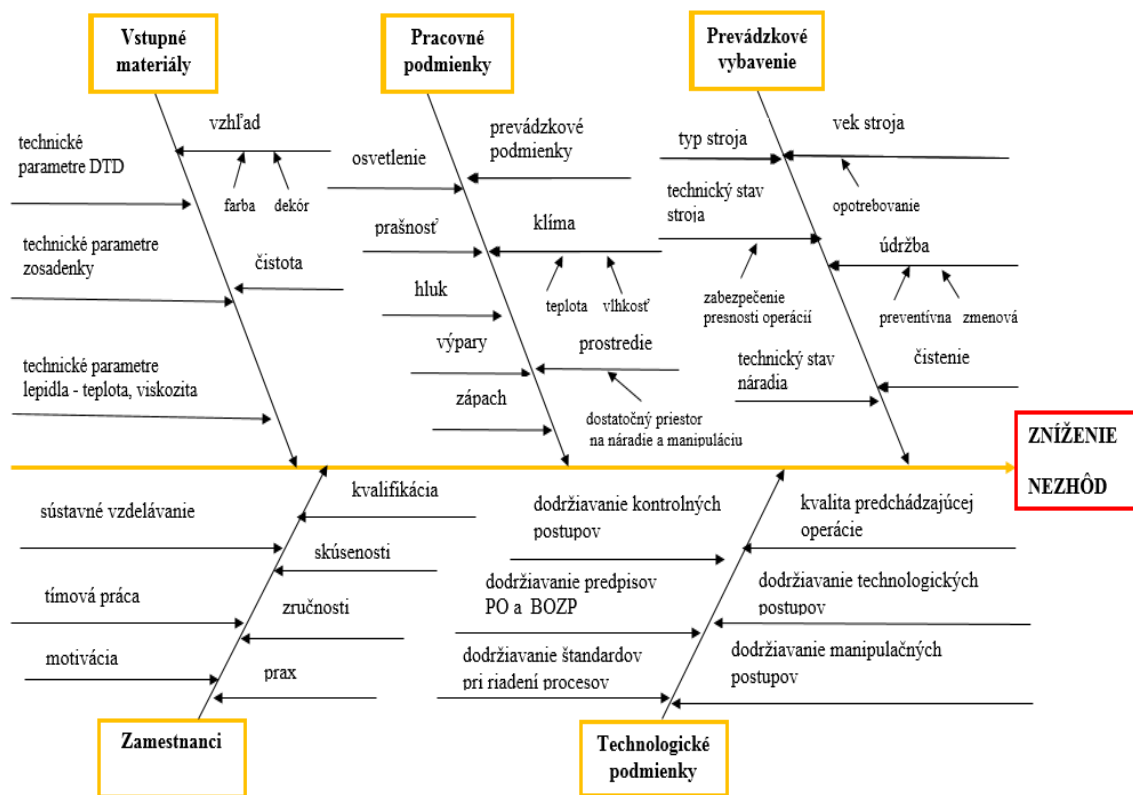 Vstupné
materiály
Pracovné
podmienky
Prevádzkové
vybavenie
technické
parametre DTD
vzhľad
farba
dekór
technické parametre
zosadenky
čistota
technické parametre
lepidla - teplota, viskozita
osvetlenie
prevádzkové
podmienky
prašnosť
klíma
teplota
vlhkosť
hluk
výpary
prostredie
zápach
dostatočný priestor
na náradie a manipuláciu
typ stroja
vek stroja
opotrebovanie
technický stav
stroja
zabezpečenie
presnosti operácií
údržba
preventívna
zmenová
technický stav
náradia
čistenie
ZNÍŽENIE
NEZHÔD
sústavné vzdelávanie
kvalifikácia
skúsenosti
tímová práca
zručnosti
motivácia
prax
dodržiavanie kontrolných
postupov
kvalita predchádzajúcej
operácie
dodržiavanie predpisov
PO a BOZP
dodržiavanie technologických
postupov
dodržiavanie štandardov
pri riadení procesov
dodržiavanie manipulačných
postupov
Zamestnanci
Technologické
podmienky